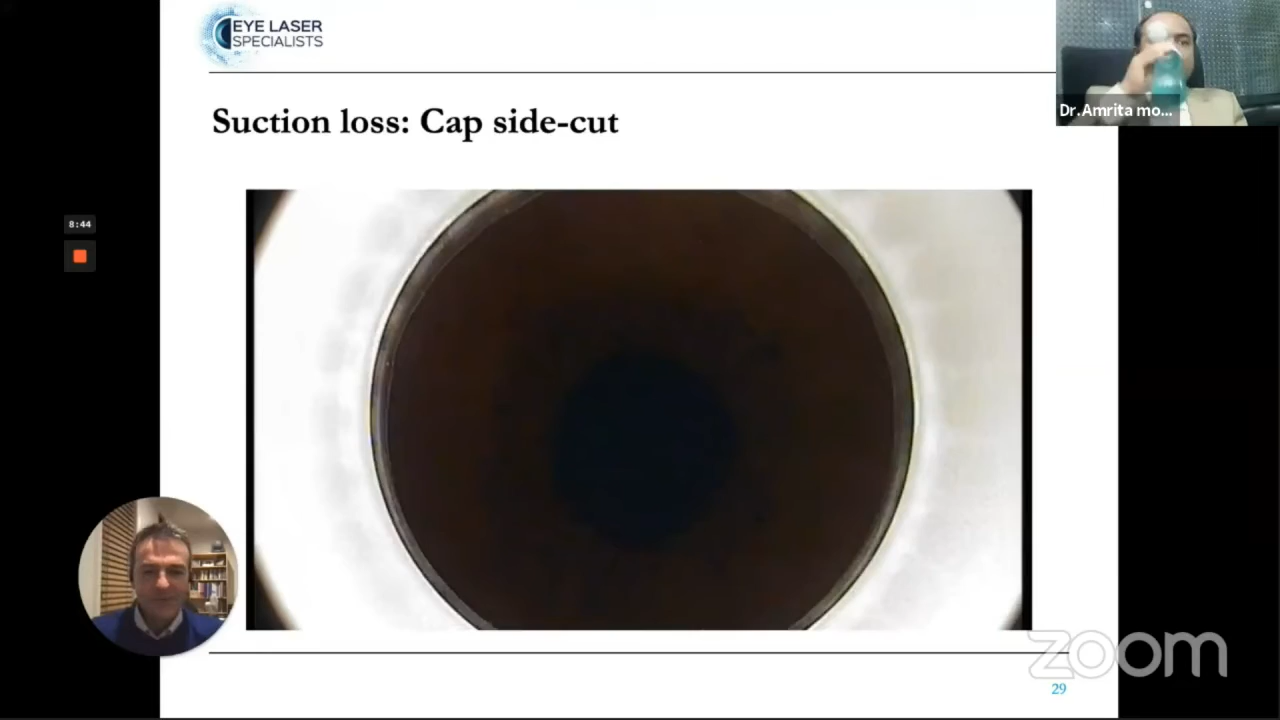 EYE LASER
SPECIALISTS
Dr.Amrita mo...
Suction loss: Cap side-cut
8:44
zoom
29